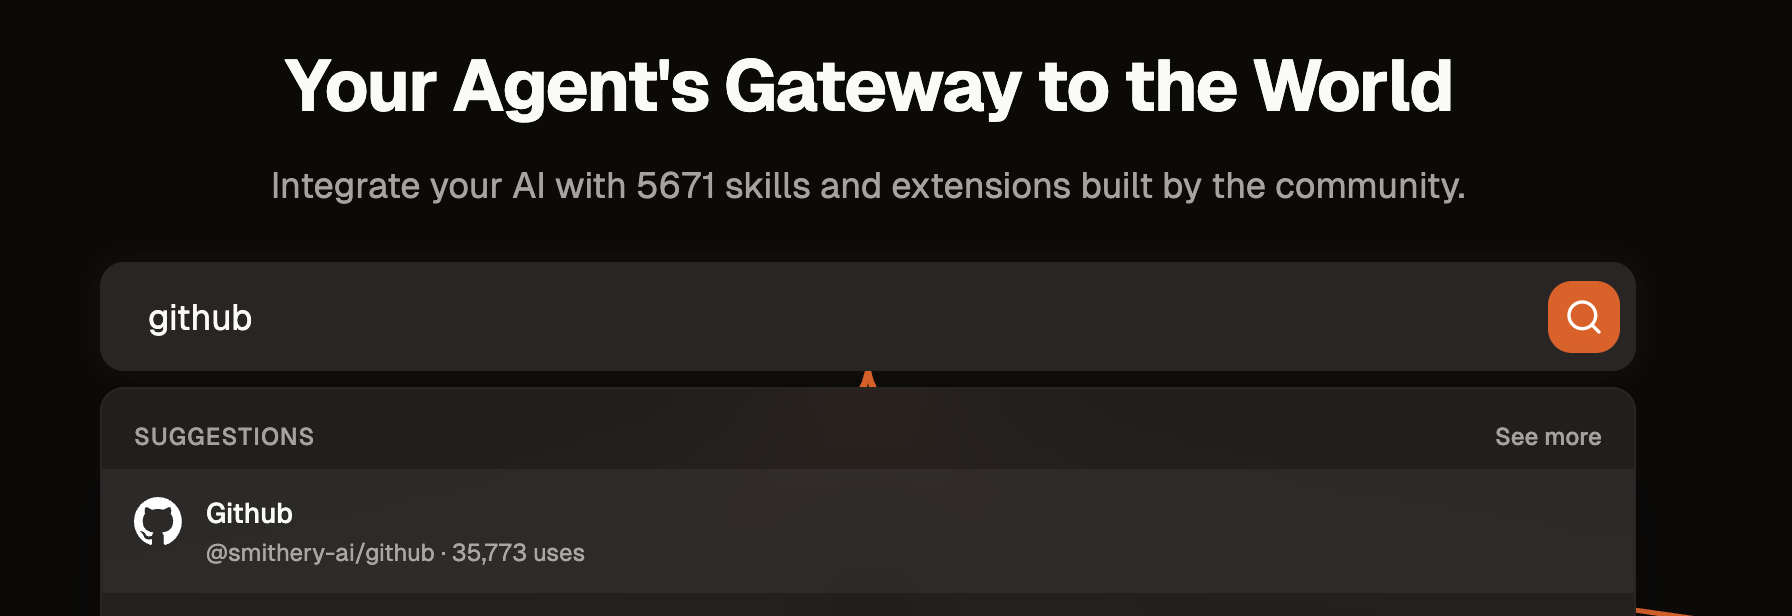 Your Agent's Gateway to the World
Integrate your AI with 5671 skills and extensions built by the community.
github
SUGGESTIONS
See more
Github
@smithery-ai/github · 35,773 uses